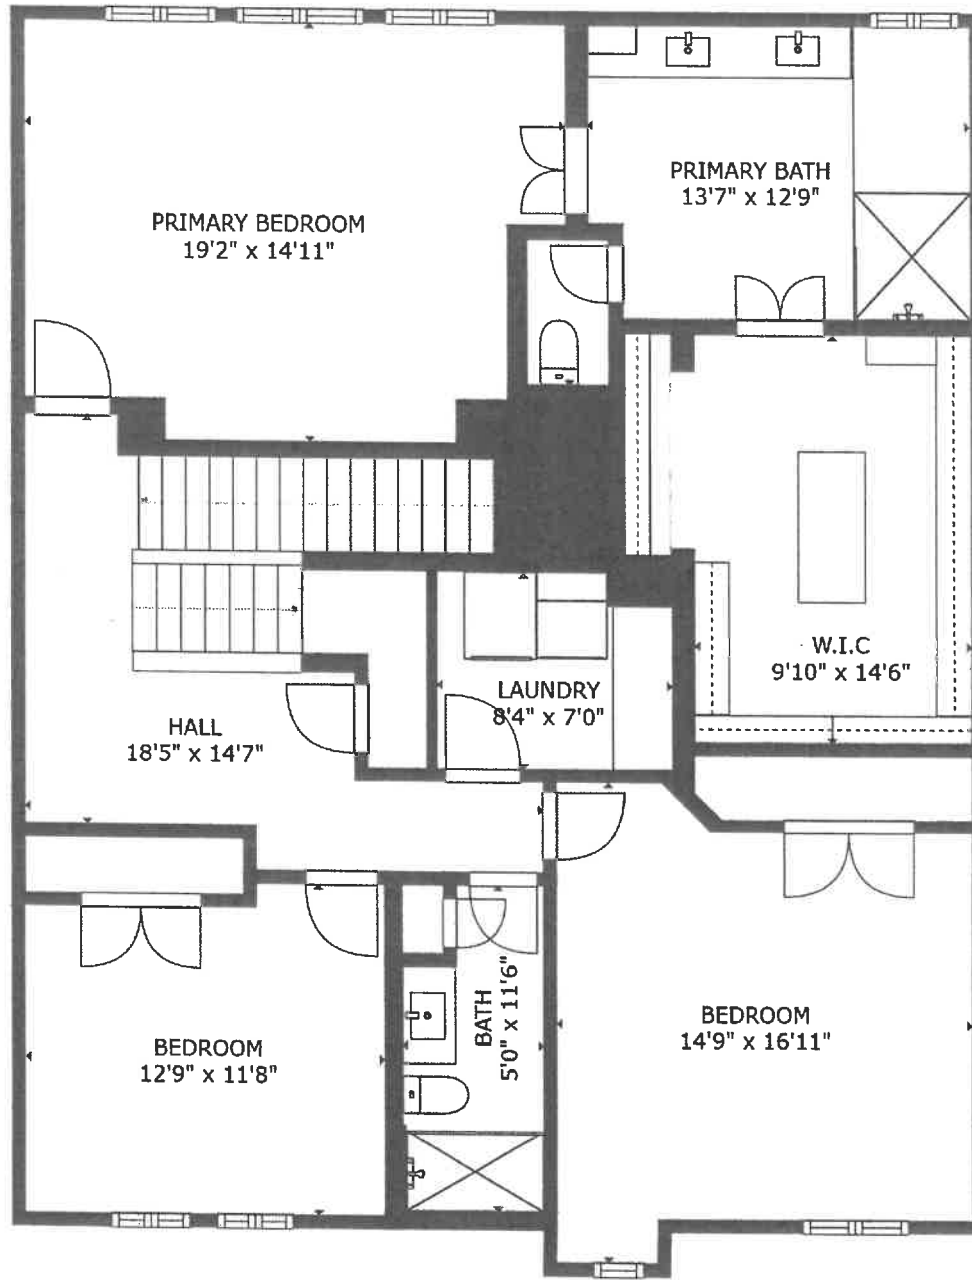 PRIMARY BEDROOM
19'2" x 14'11"
PRIMARY BATH
13'7" x 12'9"
W.I.C
9'10" x 14'6"
LAUNDRY
8'4" x 7'0"
HALL
18'5" x 14'7"
BEDROOM
12'9" x 11'8"
BATH
5'0" x 11'6"
BEDROOM
14'9" x 16'11"